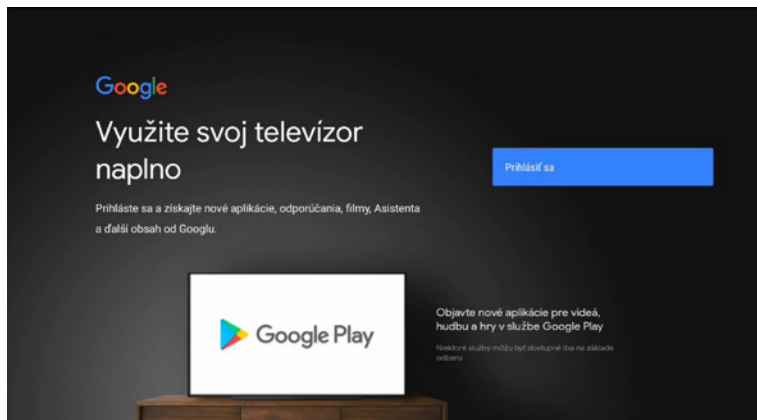 Google
Využite svoj televízor
naplno
Prihláste sa a získajte nové aplikácie, odporúčania, filmy, Asistenta
a ďalší obsah od Googlu.
Prihlásiť sa
Google Play
Objavte nové aplikácie pre videá,
hudbu a hry v službe Google Play
Niektoré služby môžu byť dostupné iba na základe
odberu